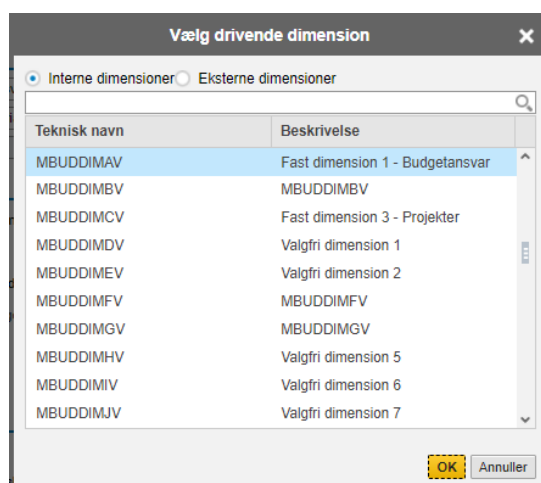 Vælg drivende dimension
Interne dimensioner Eksterne dimensioner
Teknisk navn Beskrivelse
MBUDDIMAV Fast dimension 1 - Budgetansvar
MBUDDIMBV MBUDDIMBV
MBUDDIMCV Fast dimension 3 - Projekter
MBUDDIMDV Valgfri dimension 1
MBUDDIMEV Valgfri dimension 2
MBUDDIMFV MBUDDIMFV
MBUDDIMGV MBUDDIMGV
MBUDDIMHV Valgfri dimension 5
MBUDDIMIV Valgfri dimension 6
MBUDDIMJV Valgfri dimension 7
OK Annuller